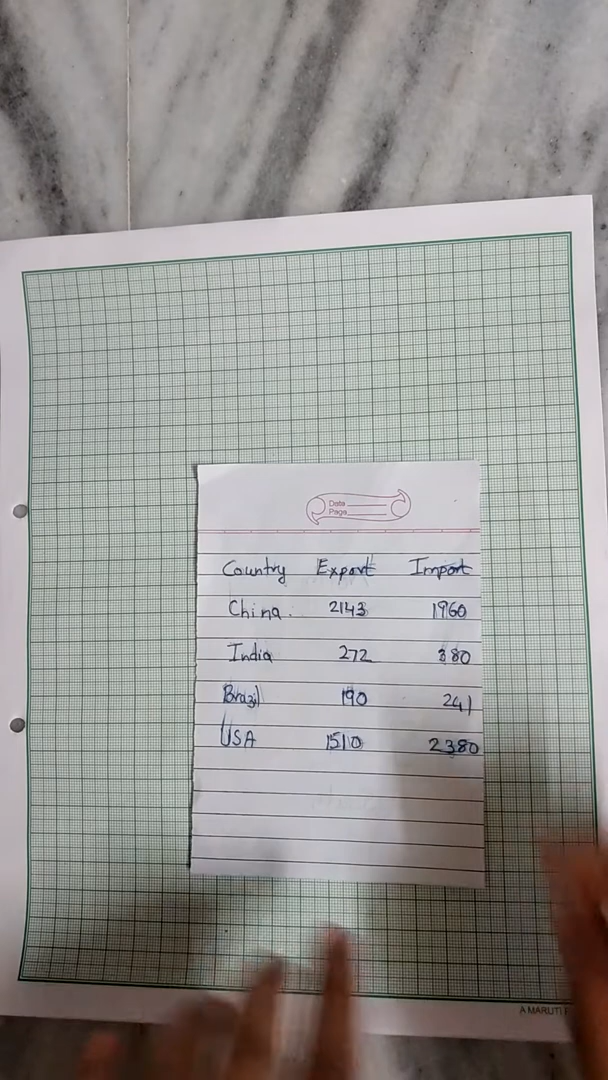 Date
Page
Country Export Import
China 2143 1960
India 272 380
Brazil 190 241
USA 1510 2380
A MARUTI